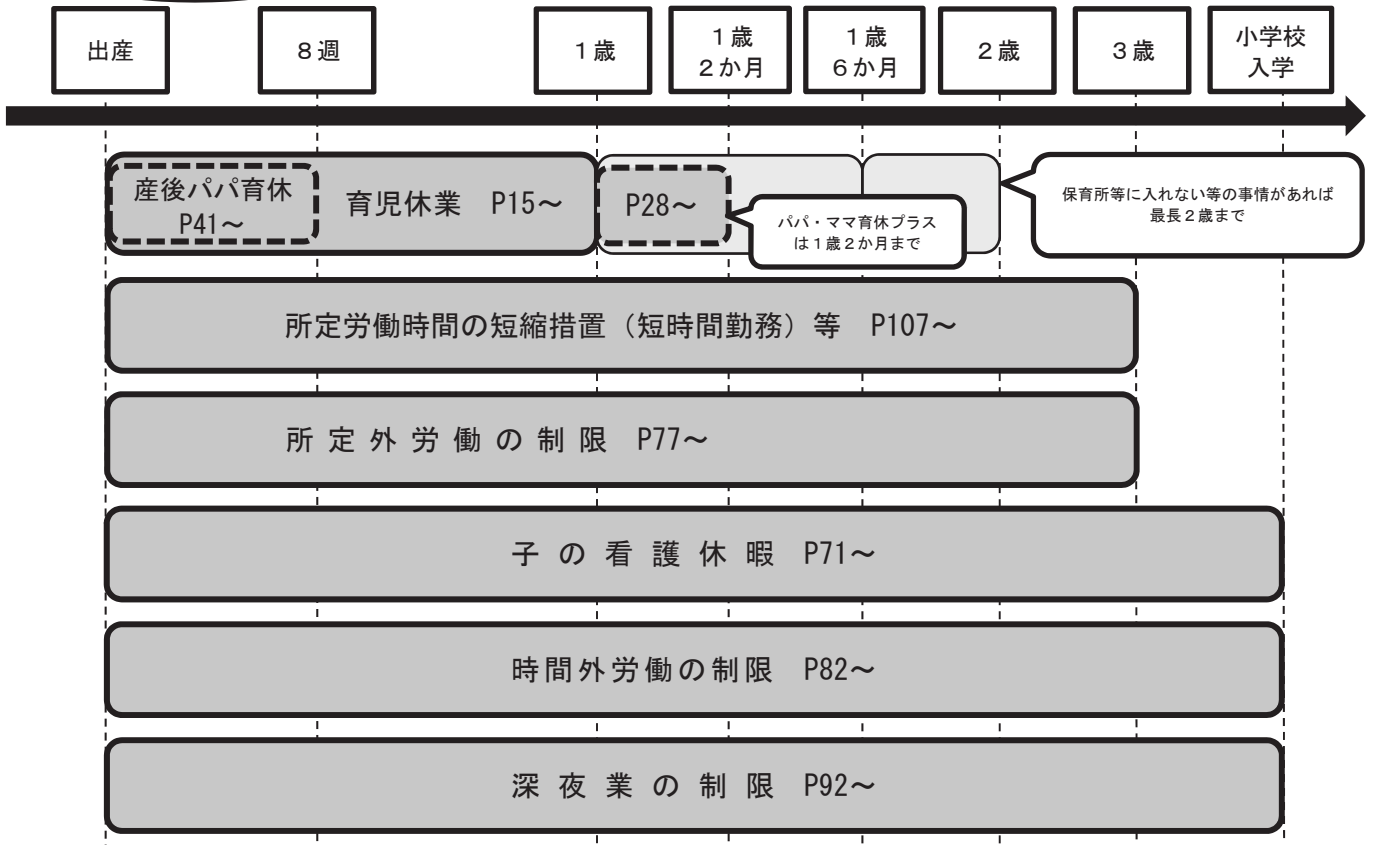 出産
8週
1歳
1歳
2か月
1歳
6か月
2歳
3歳
小学校
入学
産後パパ育休
P41～
育児休業 P15～
P28～
パパ・ママ育休プラス
は1歳2か月まで
保育所等に入れない等の事情があれば
最長2歳まで
所定労働時間の短縮措置（短時間勤務）等 P107～
所定外労働の制限 P77～
子の看護休暇 P71～
時間外労働の制限 P82～
深夜業の制限 P92～